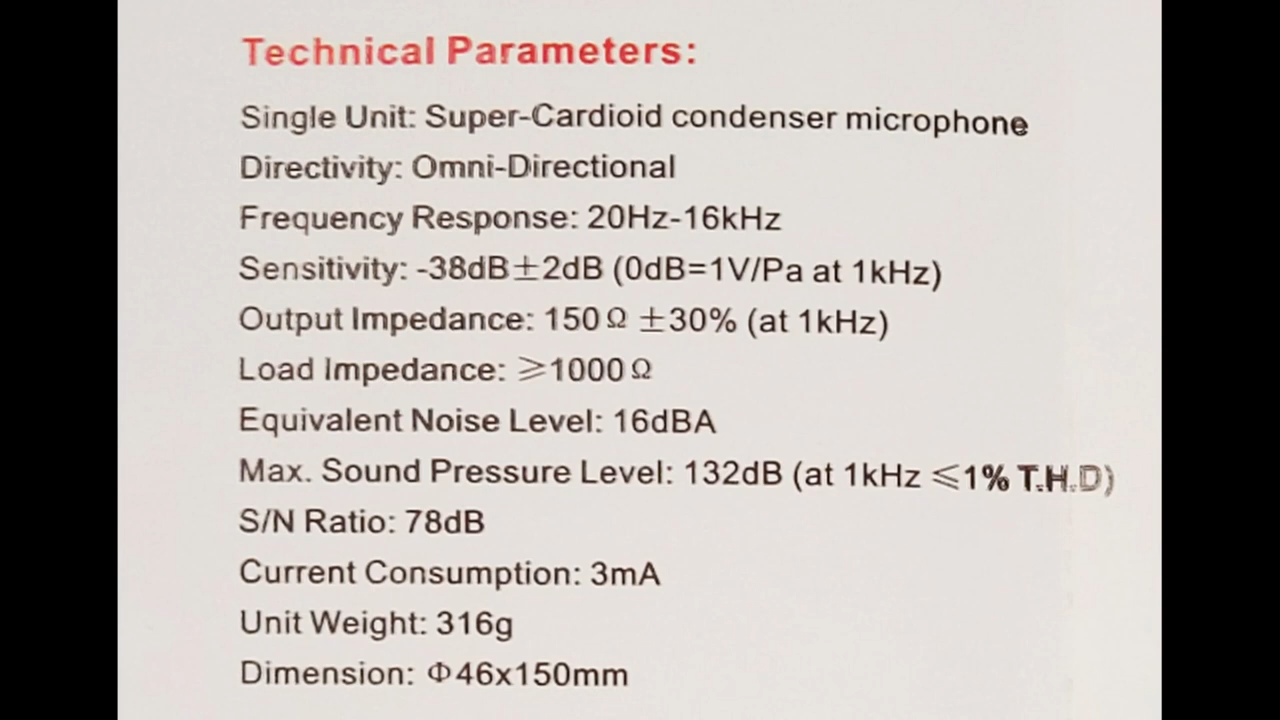 Technical Parameters:
Single Unit: Super-Cardioid condenser microphone
Directivity: Omni-Directional
Frequency Response: 20Hz-16kHz
Sensitivity: -38dB±2dB (0dB=1V/Pa at 1kHz)
Output Impedance: 150Ω ±30% (at 1kHz)
Load Impedance: ≥1000Ω
Equivalent Noise Level: 16dBA
Max. Sound Pressure Level: 132dB (at 1kHz ≤1% T.H.D)
S/N Ratio: 78dB
Current Consumption: 3mA
Unit Weight: 316g
Dimension: Φ46x150mm